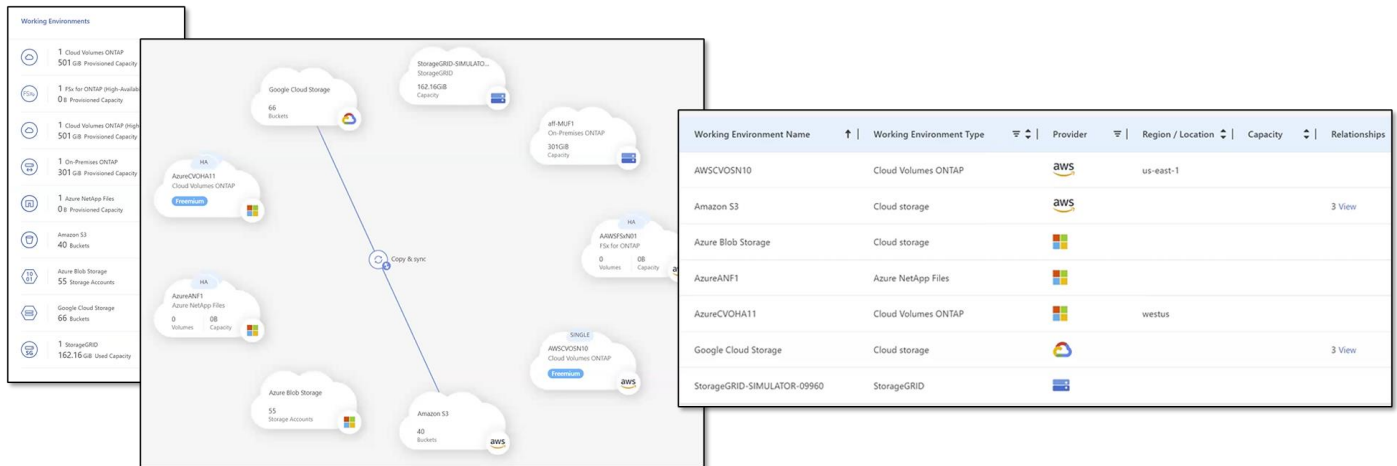 Working Environments
1 Cloud Volumes ONTAP
501 GiB Provisioned Capacity
1 FSx for ONTAP (High-Availab
0 B Provisioned Capacity
1 Cloud Volumes ONTAP (High
501 GiB Provisioned Capacity
1 On-Premises ONTAP
301 GiB Provisioned Capacity
1 Azure NetApp Files
0 B Provisioned Capacity
Amazon S3
40 Buckets
Azure Blob Storage
55 Storage Accounts
Google Cloud Storage
66 Buckets
1 StorageGRID
162.16 GiB Used Capacity
Google Cloud Storage
66
Buckets
StorageGRID-SIMULATO...
StorageGRID
162.16GiB
Capacity
aff-MUF1
On-Premises ONTAP
301GiB
Capacity
HA
AzureCVOHA11
Cloud Volumes ONTAP
Freemium
HA
AAWSFSxN01
FSx for ONTAP
0 0B
Volumes Capacity
Copy & sync
HA
AzureANF1
Azure NetApp Files
0 0B
Volumes Capacity
SINGLE
AWSCVOSN10
Cloud Volumes ONTAP
Freemium
aws
Azure Blob Storage
55
Storage Accounts
Amazon S3
40
Buckets
aws
Working Environment Name Working Environment Type Provider Region / Location Capacity Relationships
AWSCVOSN10 Cloud Volumes ONTAP aws us-east-1
Amazon S3 Cloud storage aws 3 View
Azure Blob Storage Cloud storage
AzureANF1 Azure NetApp Files
AzureCVOHA11 Cloud Volumes ONTAP westus
Google Cloud Storage Cloud storage 3 View
StorageGRID-SIMULATOR-09960 StorageGRID